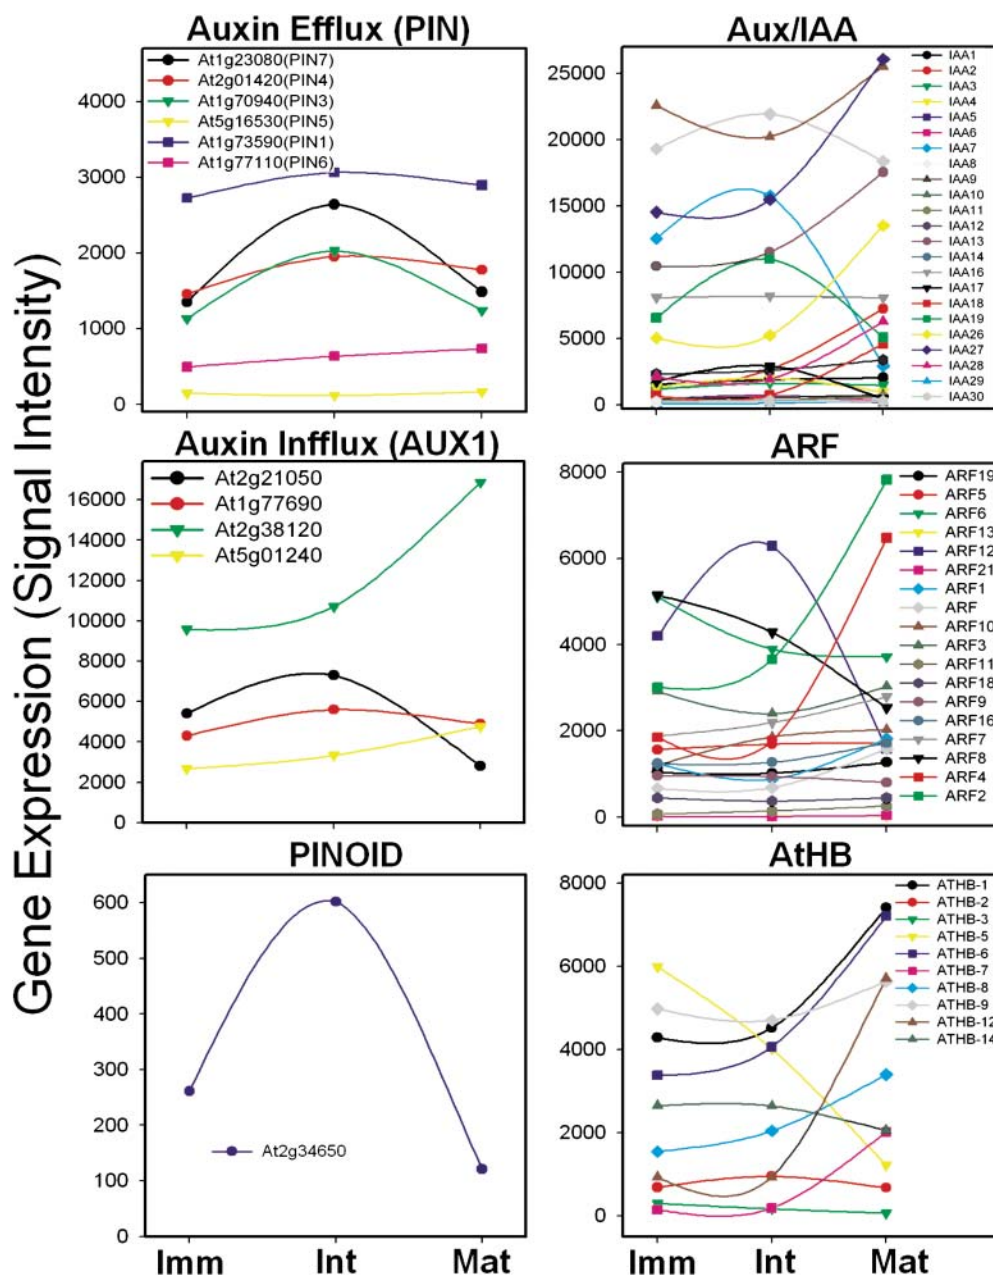 Gene Expression (Signal Intensity)
Auxin Efflux (PIN)
At1g23080(PIN7)
At2g01420(PIN4)
At1g70940(PIN3)
At5g16530(PIN5)
At1g73590(PIN1)
At1g77110(PIN6)
4000
3000
2000
1000
0
Aux/IAA
IAA1
IAA2
IAA3
IAA4
IAA5
IAA6
IAA7
IAA8
IAA9
IAA10
IAA11
IAA12
IAA13
IAA14
IAA16
IAA17
IAA18
IAA19
IAA26
IAA27
IAA28
IAA29
IAA30
25000
20000
15000
10000
5000
0
Auxin Infflux (AUX1)
At2g21050
At1g77690
At2g38120
At5g01240
16000
14000
12000
10000
8000
6000
4000
2000
0
ARF
ARF19
ARF5
ARF6
ARF13
ARF12
ARF21
ARF1
ARF
ARF10
ARF3
ARF11
ARF18
ARF9
ARF16
ARF7
ARF8
ARF4
ARF2
8000
6000
4000
2000
0
PINOID
600
500
400
300
200
100
0
At2g34650
Imm Int Mat
AtHB
ATHB-1
ATHB-2
ATHB-3
ATHB-5
ATHB-6
ATHB-7
ATHB-8
ATHB-9
ATHB-12
ATHB-14
8000
6000
4000
2000
0
Imm Int Mat